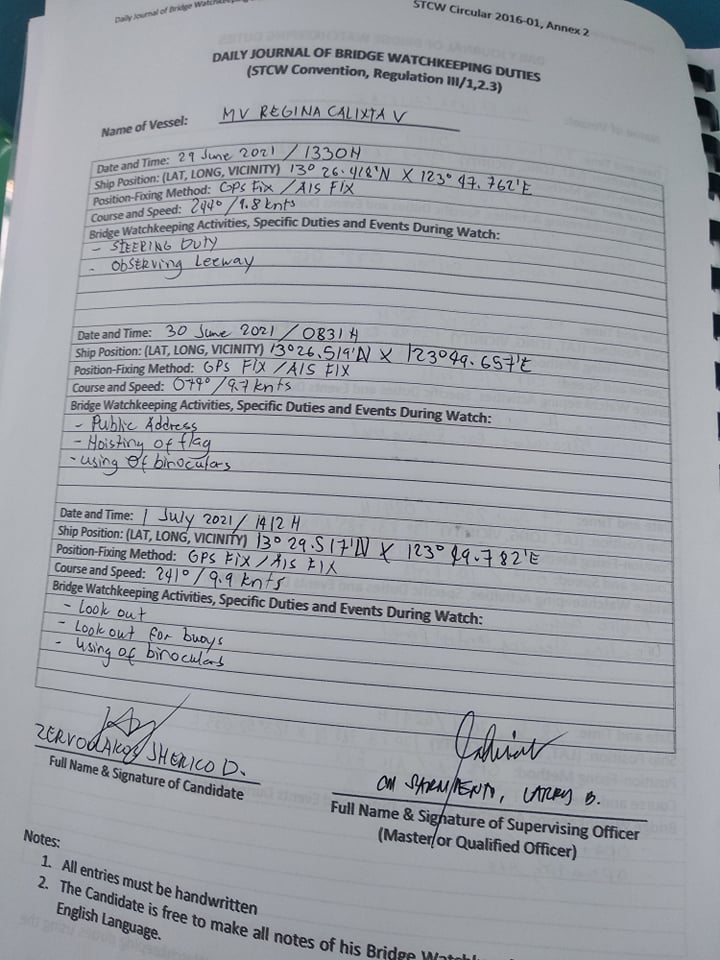 Daily Journal of Bridge
STCW Circular 2016-01, Annex 2
DAILY JOURNAL OF BRIDGE WATCHKEEPING DUTIES
(STCW Convention, Regulation III/1,2.3)
Name of Vessel: MV REGINA CALIXTA V
Date and Time: 29 June 2021 / 1330H
Ship Position: (LAT, LONG, VICINITY) 13° 26.418'N X 123° 47.762'E
Position-Fixing Method: GPS Fix / AIS FIX
Course and Speed: 244° / 9.8 knts
Bridge Watchkeeping Activities, Specific Duties and Events During Watch:
- STEERING DUTY
- OBSERVING Leeway
Date and Time: 30 June 2021 / 0831 H
Ship Position: (LAT, LONG, VICINITY) 13°26.519'N X 123°49.657'E
Position-Fixing Method: GPS FIX / AIS FIX
Course and Speed: 079° / 9.7 knts
Bridge Watchkeeping Activities, Specific Duties and Events During Watch:
- Public Address
- Hoisting of flag
- using of binoculars
Date and Time: 1 July 2021 / 1412 H
Ship Position: (LAT, LONG, VICINITY) 13° 29.517'N X 123° 49.782'E
Position-Fixing Method: GPS Fix / AIS FIX
Course and Speed: 241° / 9.9 knts
Bridge Watchkeeping Activities, Specific Duties and Events During Watch:
- Look out
- Look out for buoys
- using of binoculars
ZERVOULAKOS, SHERICO D.
Full Name & Signature of Candidate
CM SARMIENTO, LARRY B.
Full Name & Signature of Supervising Officer
(Master or Qualified Officer)
Notes:
1. All entries must be handwritten
2. The Candidate is free to make all notes of his Bridge
English Language.